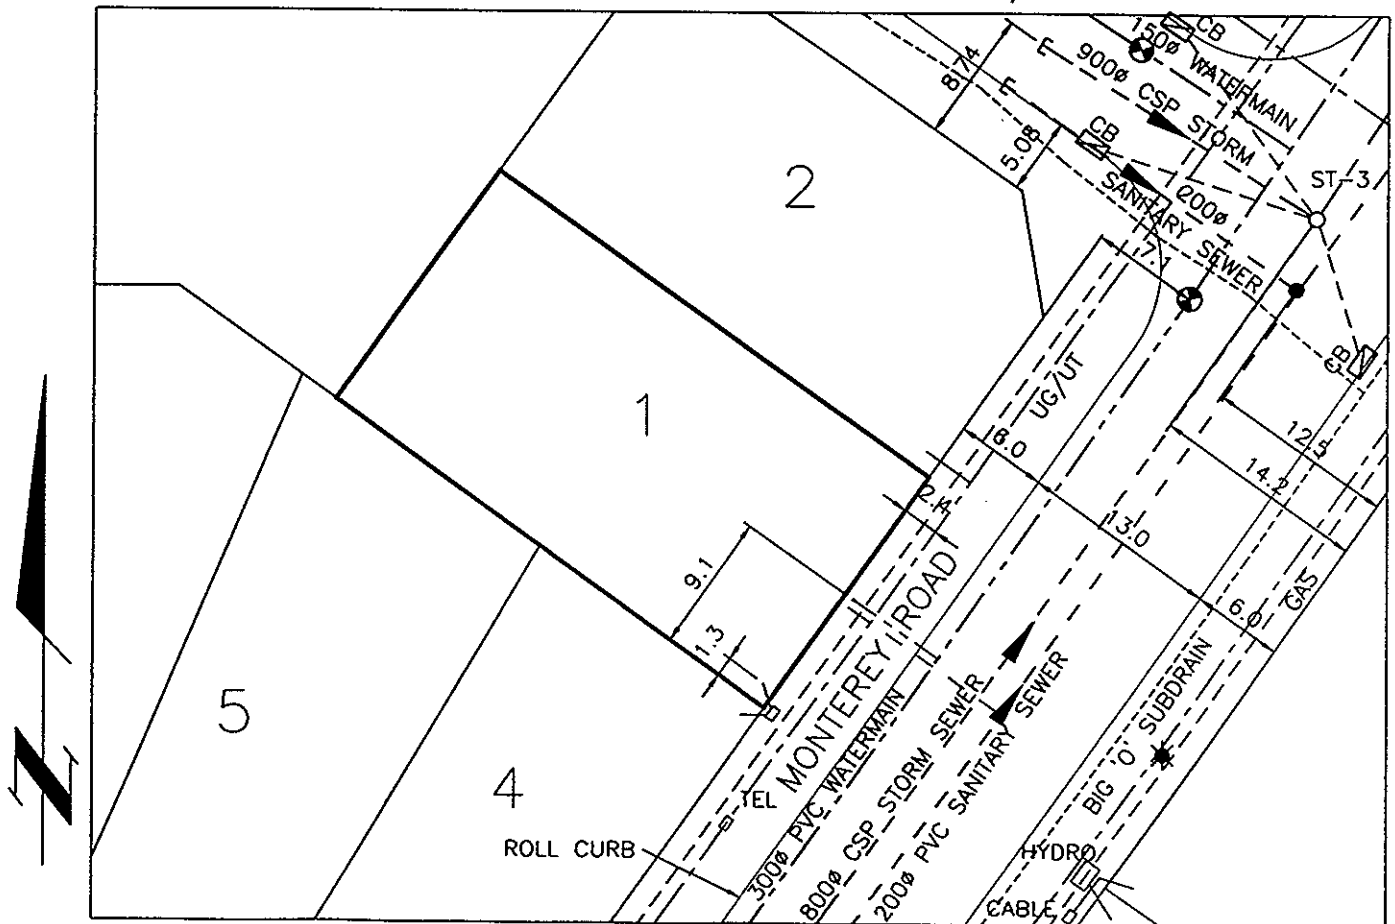 CB
150ø WATERMAIN
E
900ø CSP STORM
8.74
E
CB
5.08
SANITARY SEWER
200ø
ST-3
2
7.1
CB
1
UG/UT
6.0
12.5
14.2
2.4
13.0
9.1
GAS
6.0
1.3
MONTEREY ROAD
5
4
TEL
ROLL CURB
300ø PVC WATERMAIN
800ø CSP STORM SEWER
200ø PVC SANITARY SEWER
BIG 'O' SUBDRAIN
HYDRO
CABLE
N